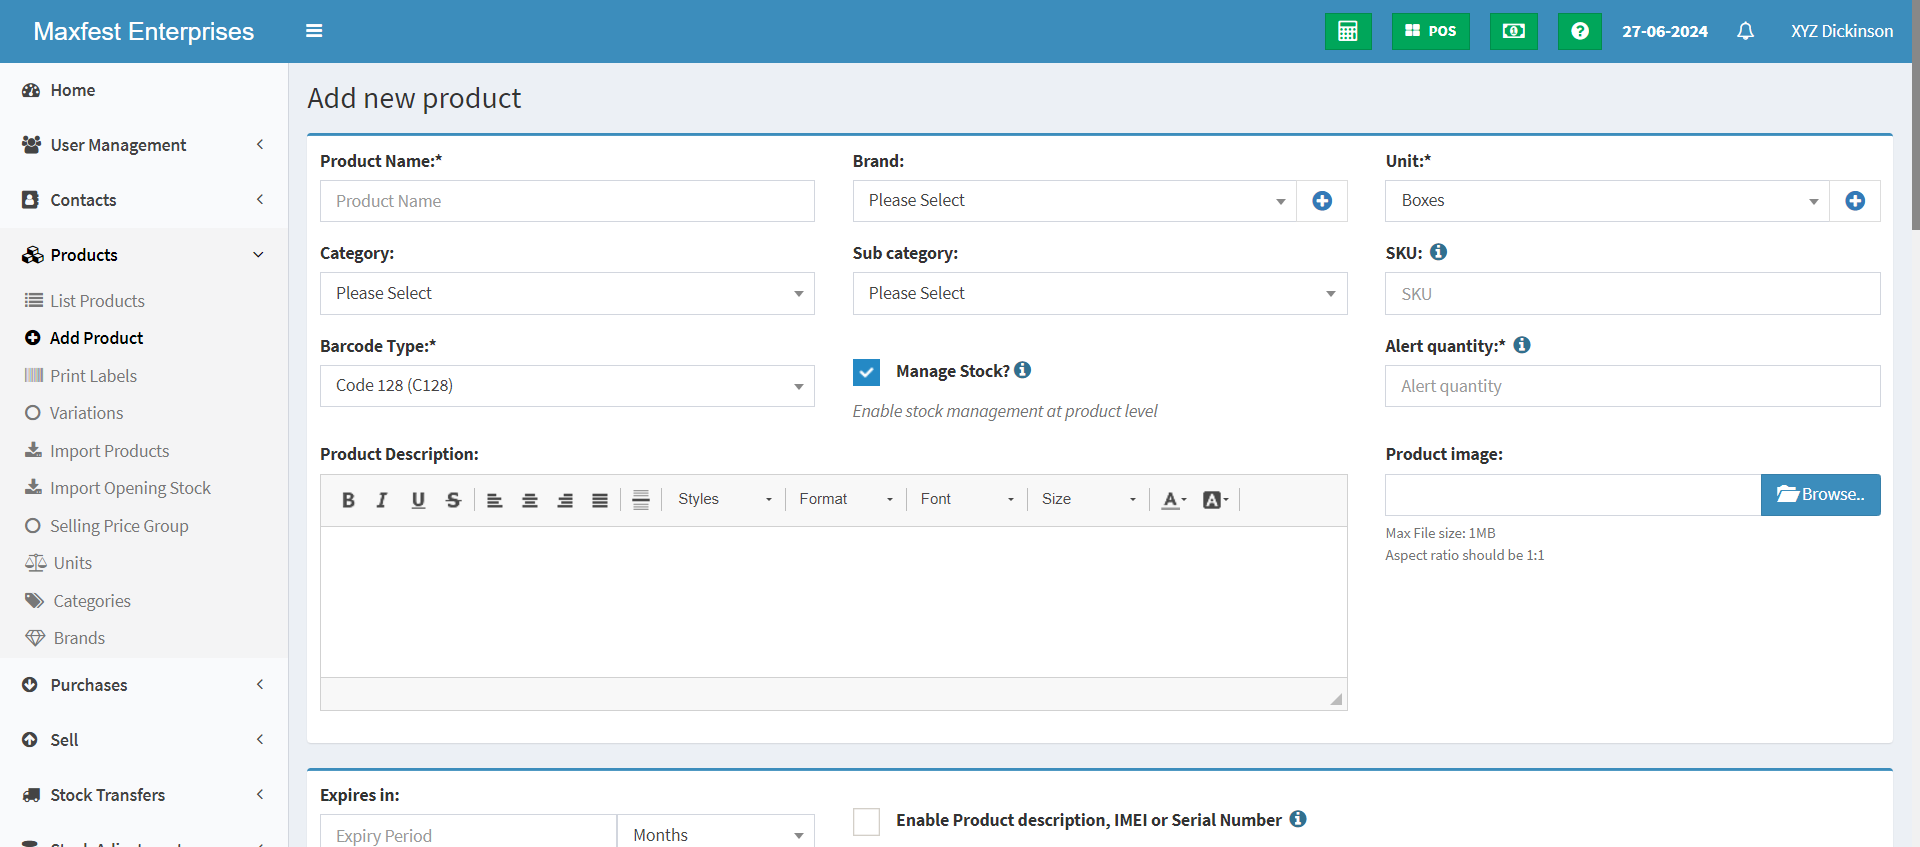 Maxfest Enterprises
POS
27-06-2024
XYZ Dickinson
Home
User Management
Contacts
Products
List Products
Add Product
Print Labels
Variations
Import Products
Import Opening Stock
Selling Price Group
Units
Categories
Brands
Purchases
Sell
Stock Transfers
Add new product
Product Name:*
Brand:
Unit:*
Product Name
Please Select
Boxes
Category:
Sub category:
SKU:
Please Select
Please Select
SKU
Barcode Type:*
Manage Stock?
Alert quantity:*
Code 128 (C128)
Enable stock management at product level
Alert quantity
Product Description:
Product image:
B I U S Styles Format Font Size A A
Browse..
Max File size: 1MB
Aspect ratio should be 1:1
Expires in:
Enable Product description, IMEI or Serial Number
Expiry Period
Months